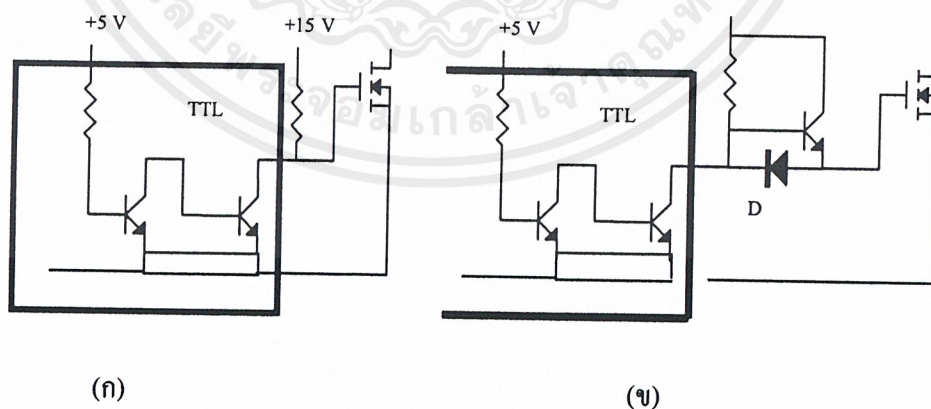 +5 V
+15 V
TTL
+5 V
TTL
D
(ก)
(ข)